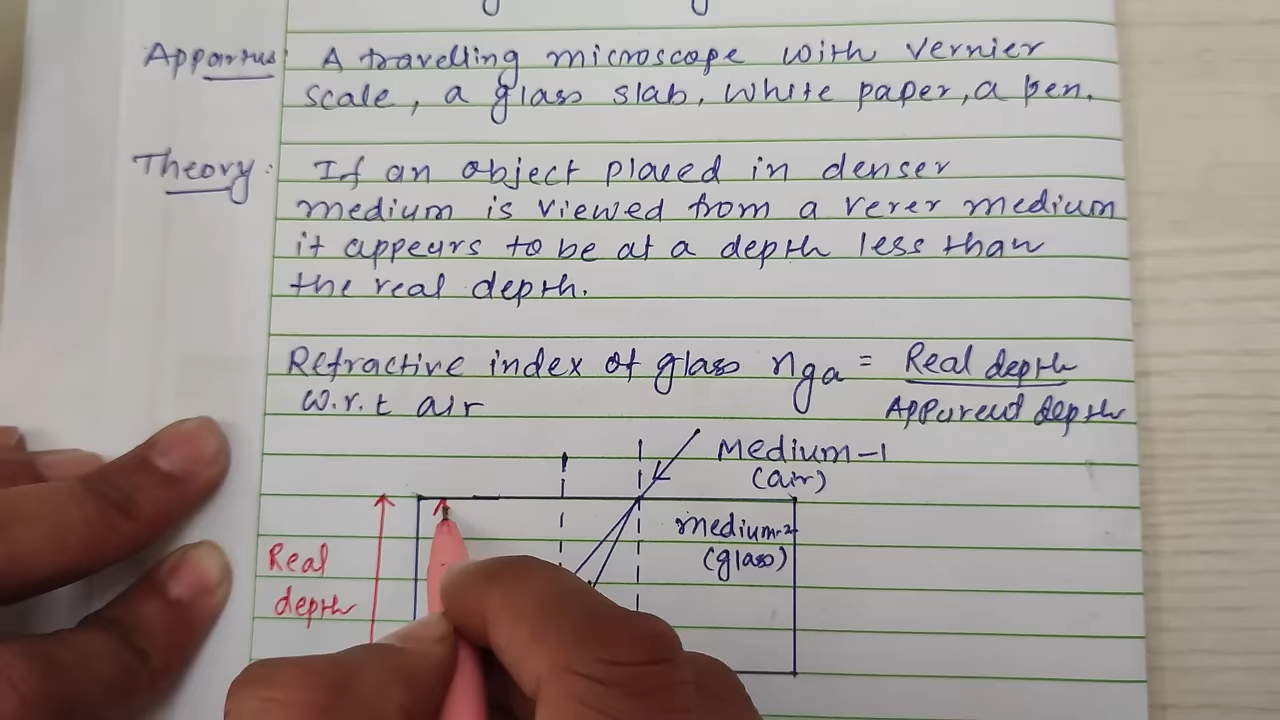 Apparatus: A travelling microscope with vernier
scale, a glass slab, white paper, a pen.
Theory: If an object placed in denser
medium is viewed from a rerer medium
it appears to be at a depth less than
the real depth.
Refractive index of glass nga = Real depth
w.r.t air Apparent depth
Medium-1
(air)
medium-2
(glass)
Real
depth